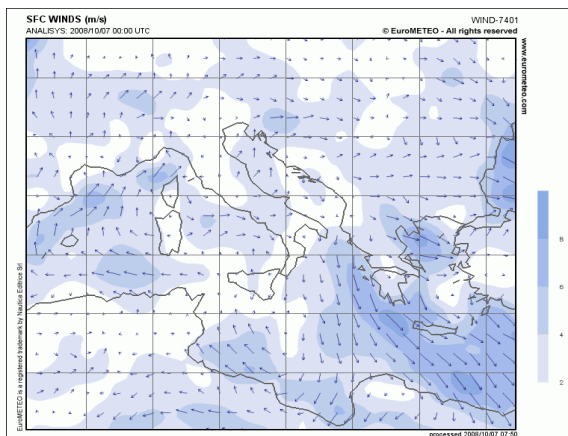 SFC WINDS (m/s)
WIND-7401
ANALISYS: 2008/10/07 00:00 UTC
© EuroMETEO - All rights reserved
www.eurometeo.com
8
6
4
2
EuroMETEO is a registered trademark by Nautica Editrice Srl
processed 2008/10/07 07:50